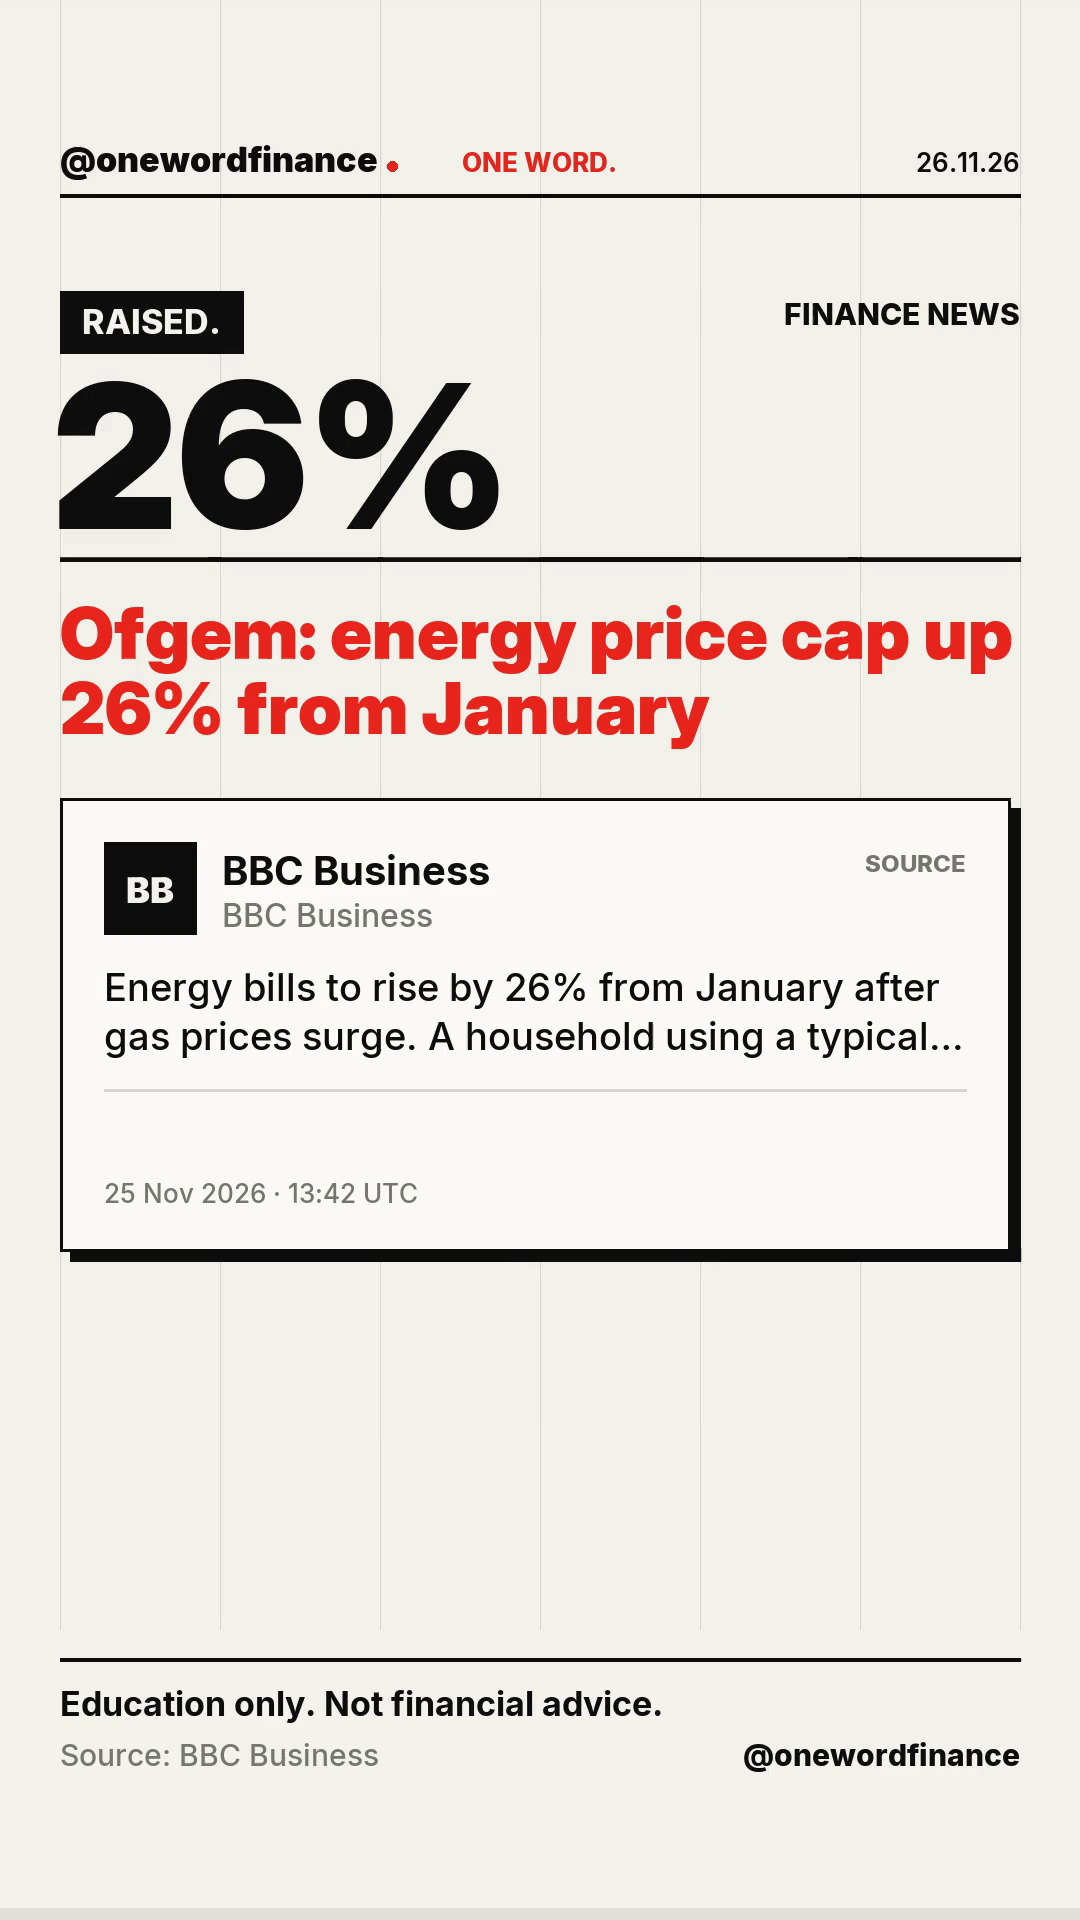 @onewordfinance
ONE WORD.
26.11.26
RAISED.
FINANCE NEWS
26%
Ofgem: energy price cap up
26% from January
BB
BBC Business
SOURCE
BBC Business
Energy bills to rise by 26% from January after
gas prices surge. A household using a typical…
25 Nov 2026 · 13:42 UTC
Education only. Not financial advice.
Source: BBC Business
@onewordfinance